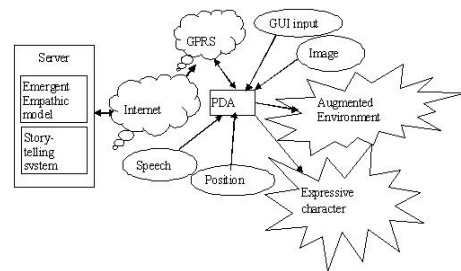 Server
Emergent
Empathic
model
Story-
telling
system
Internet
GPRS
GUI input
Image
PDA
Augmented
Environment
Speech
Position
Expressive
character